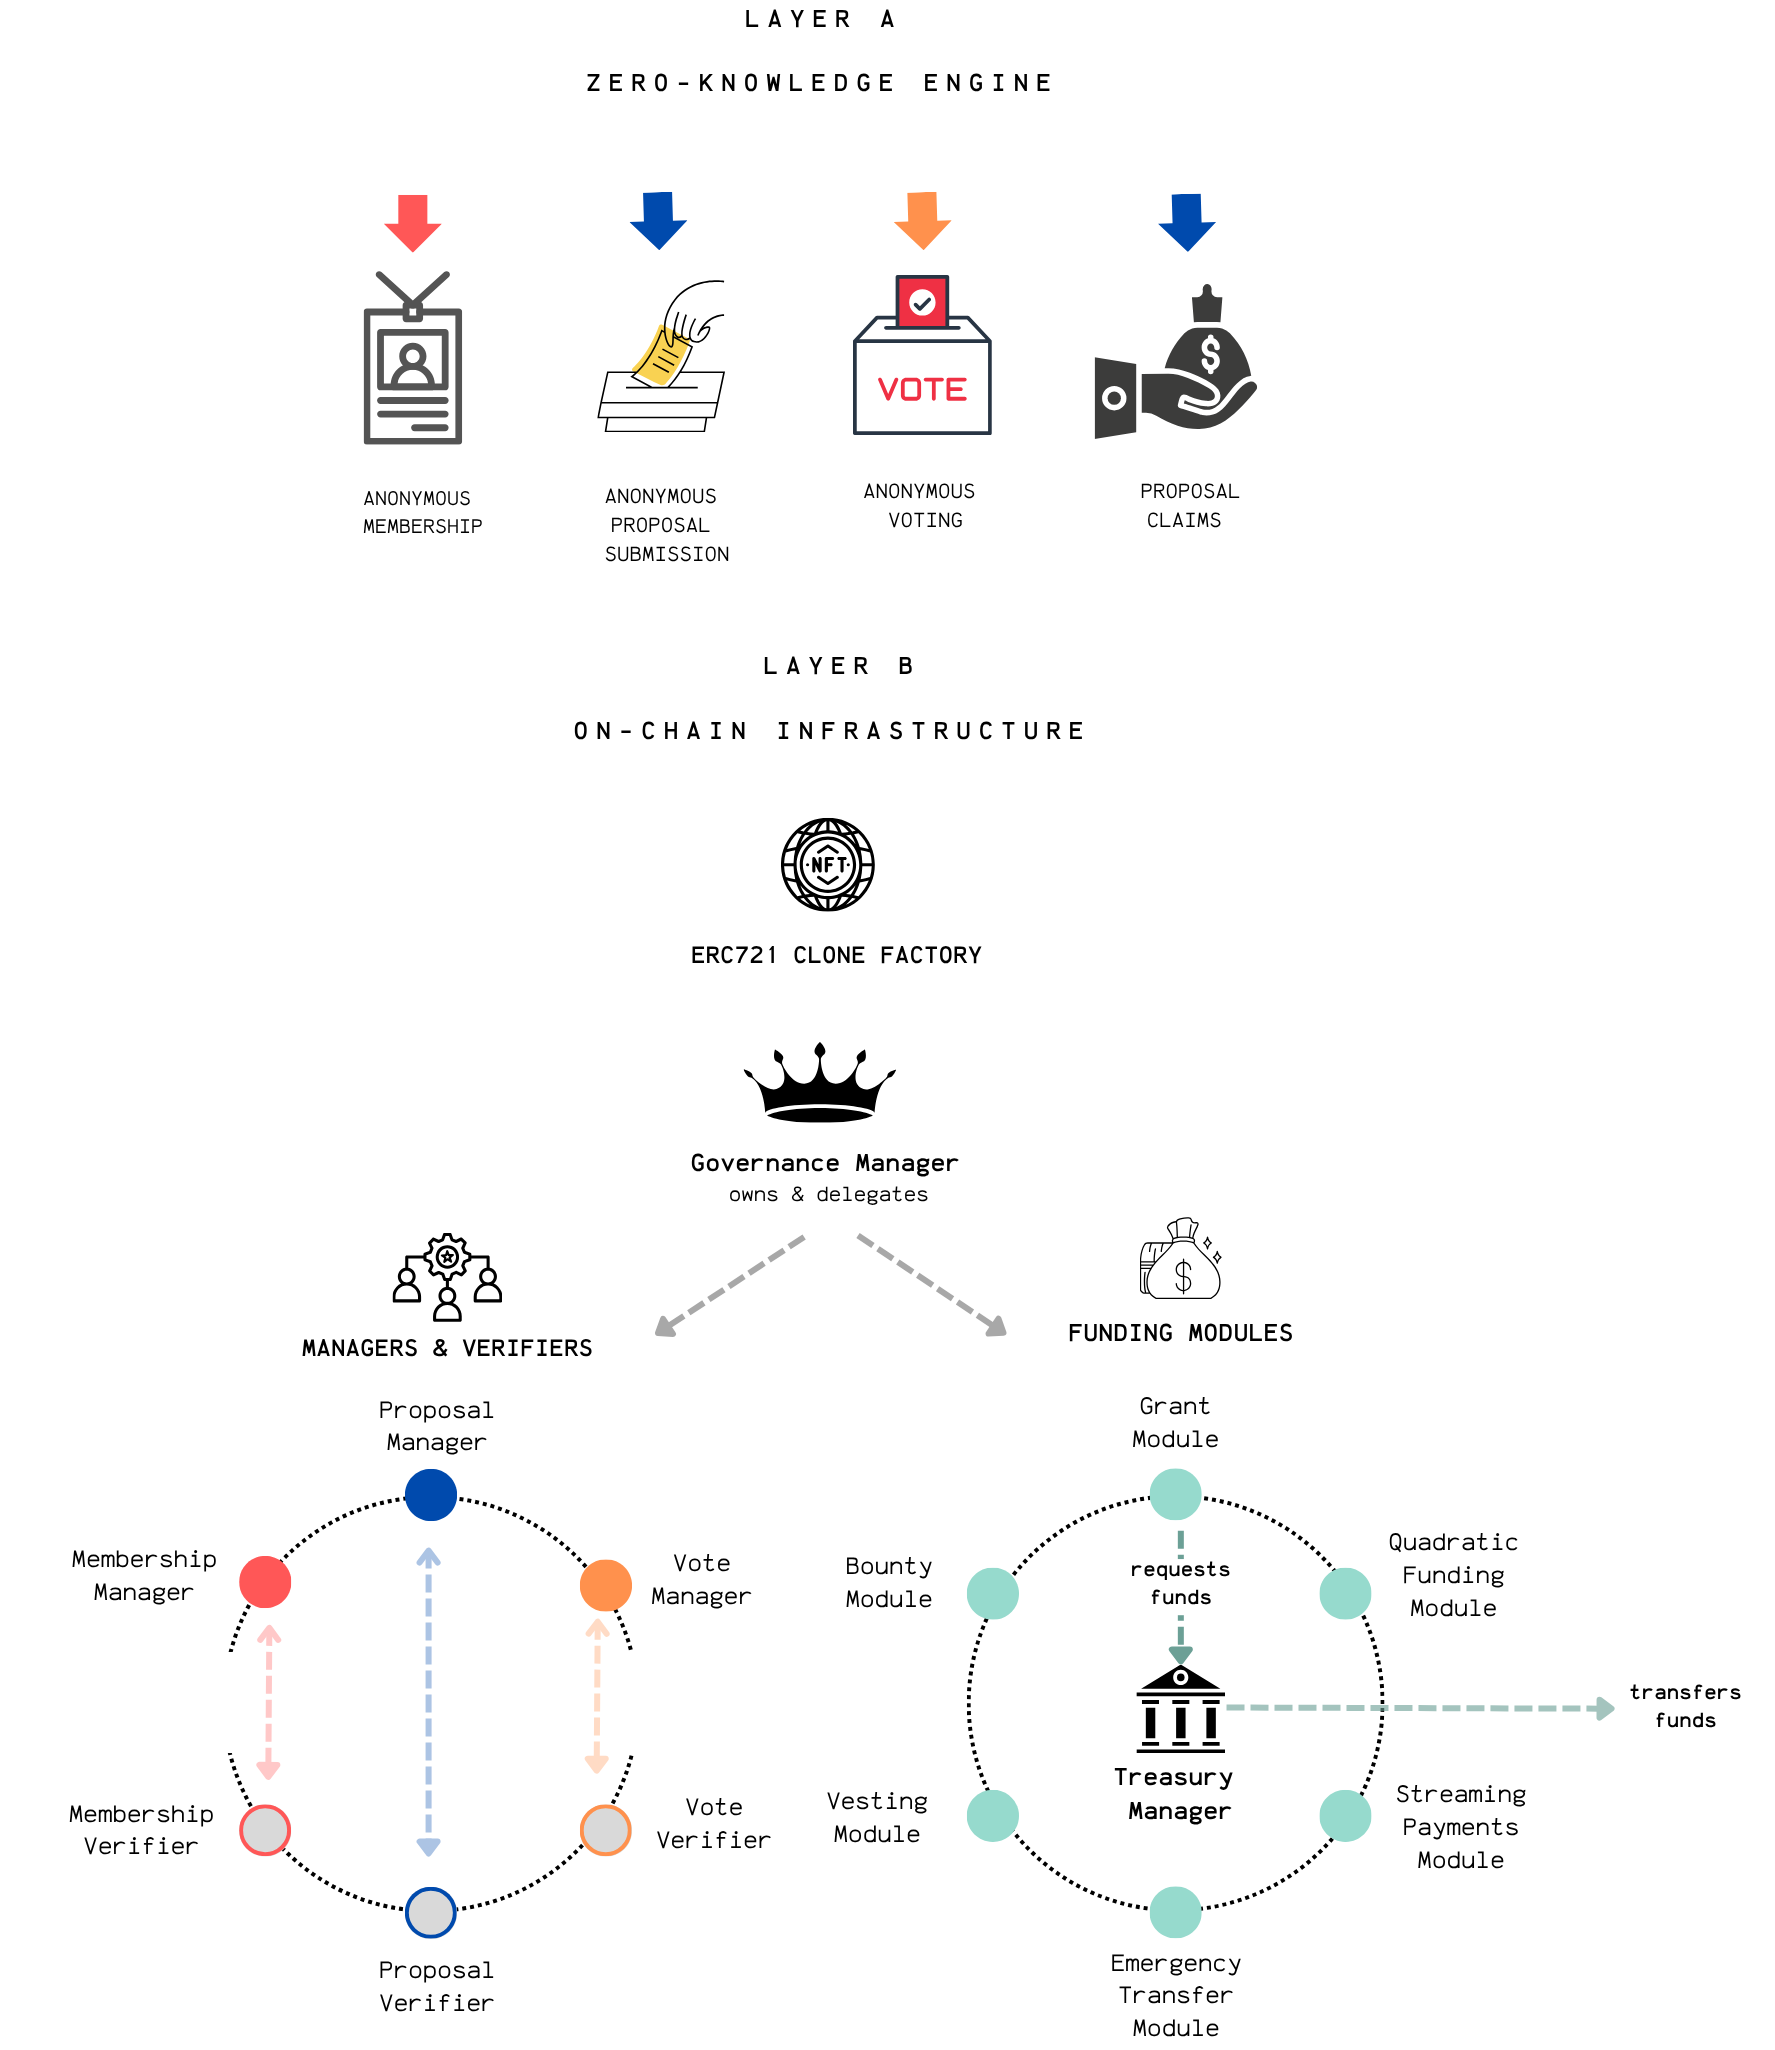 LAYER A
ZERO-KNOWLEDGE ENGINE
VOTE
$
ANONYMOUS
MEMBERSHIP
ANONYMOUS
PROPOSAL
SUBMISSION
ANONYMOUS
VOTING
PROPOSAL
CLAIMS
LAYER B
ON-CHAIN INFRASTRUCTURE
NFT
ERC721 CLONE FACTORY
Governance Manager
owns & delegates
MANAGERS & VERIFIERS
$
FUNDING MODULES
Proposal
Manager
Membership
Manager
Vote
Manager
Membership
Verifier
Vote
Verifier
Proposal
Verifier
Grant
Module
Bounty
Module
requests
funds
Quadratic
Funding
Module
transfers
funds
Treasury
Manager
Vesting
Module
Streaming
Payments
Module
Emergency
Transfer
Module